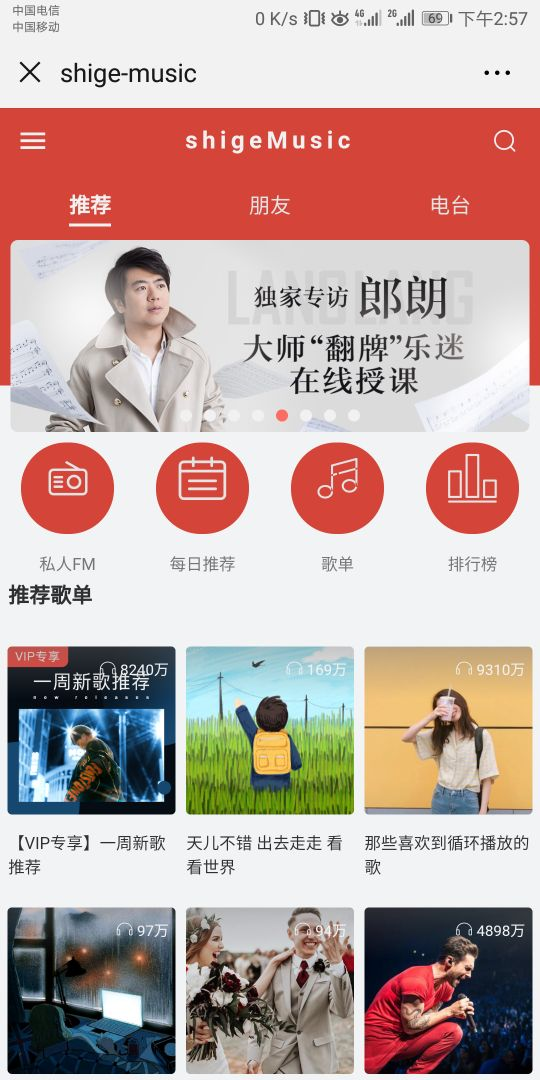 中国电信
中国移动
0 K/s 4G 2G 69 下午2:57
shige-music
shigeMusic
推荐 朋友 电台
LANG LANG
独家专访 郎朗
大师“翻牌”乐迷
在线授课
私人FM 每日推荐 歌单 排行榜
推荐歌单
VIP专享
8240万
一周新歌推荐
new releases
169万
9310万
【VIP专享】一周新歌
推荐
天儿不错 出去走走 看
看世界
那些喜欢到循环播放的
歌
97万
94万
4898万